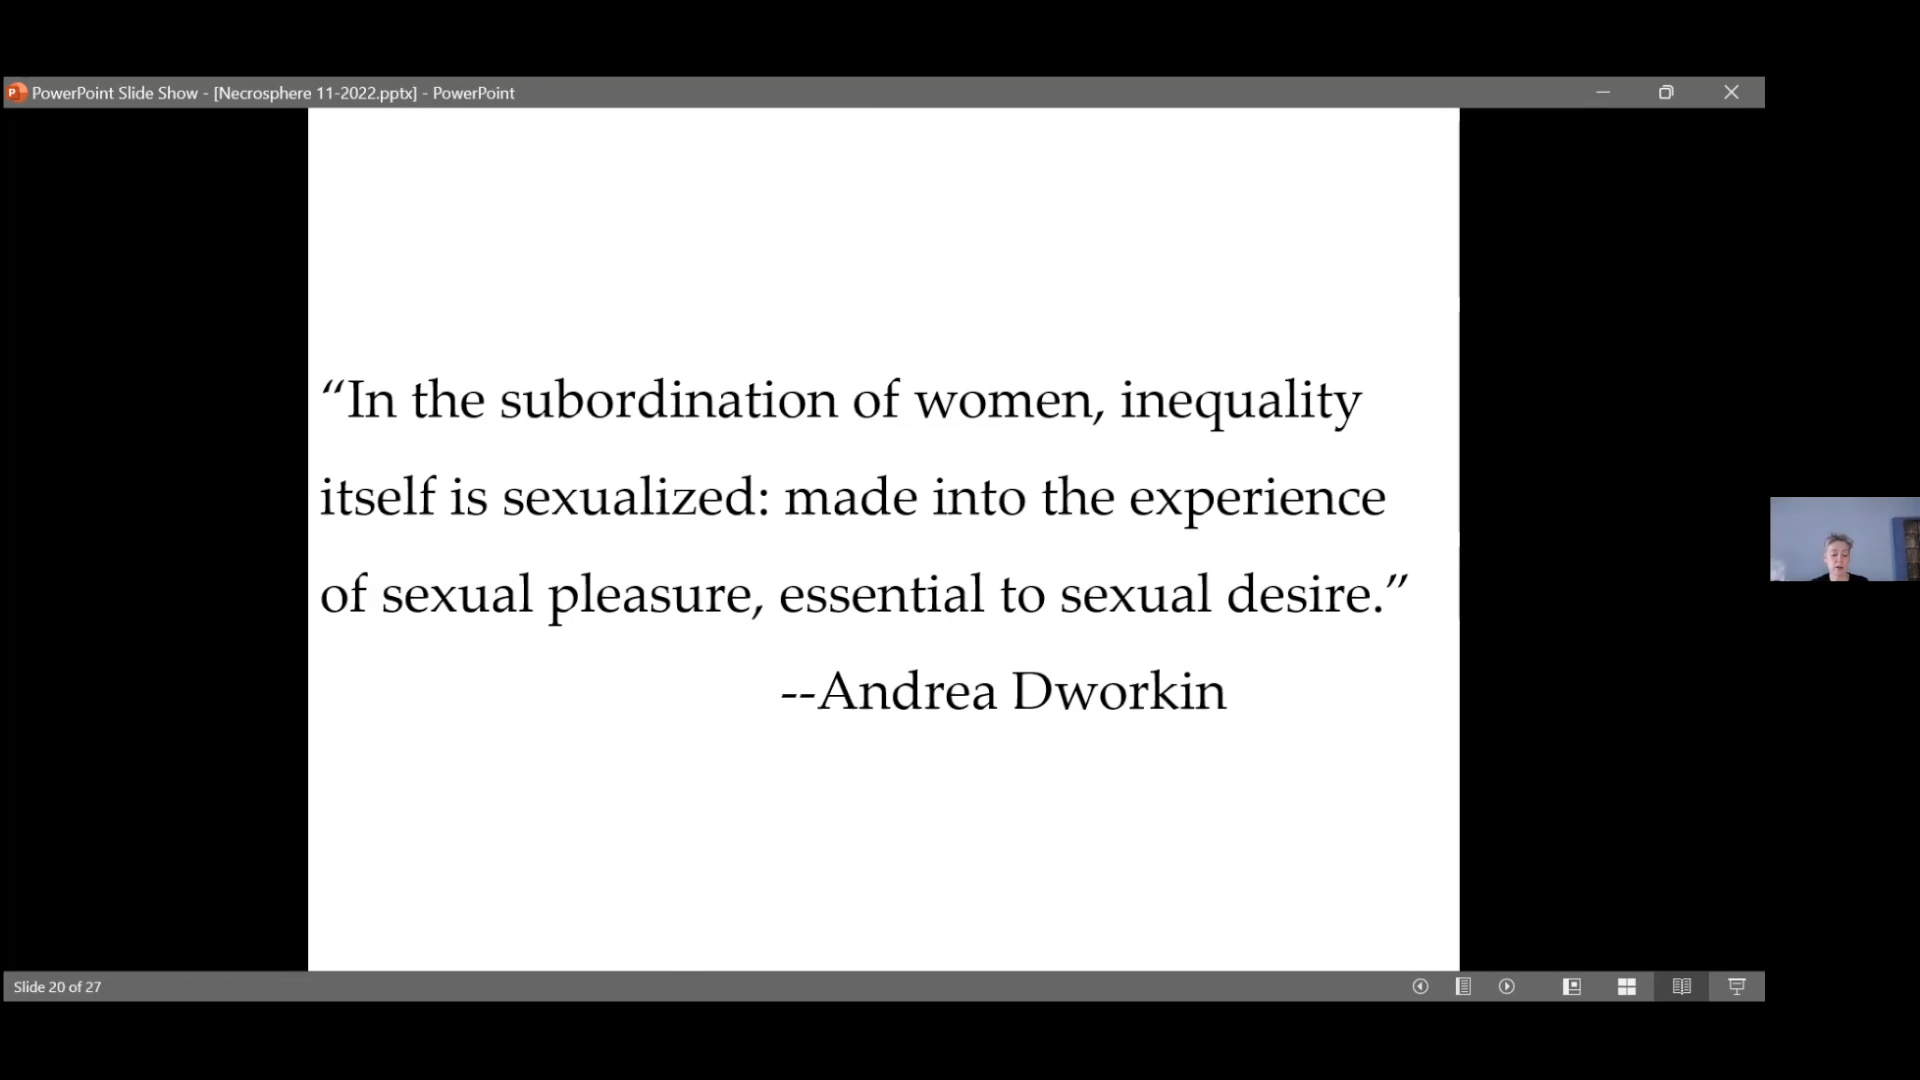 PowerPoint Slide Show - [Necrosphere 11-2022.pptx] - PowerPoint
“In the subordination of women, inequality
itself is sexualized: made into the experience
of sexual pleasure, essential to sexual desire.”
--Andrea Dworkin
Slide 20 of 27